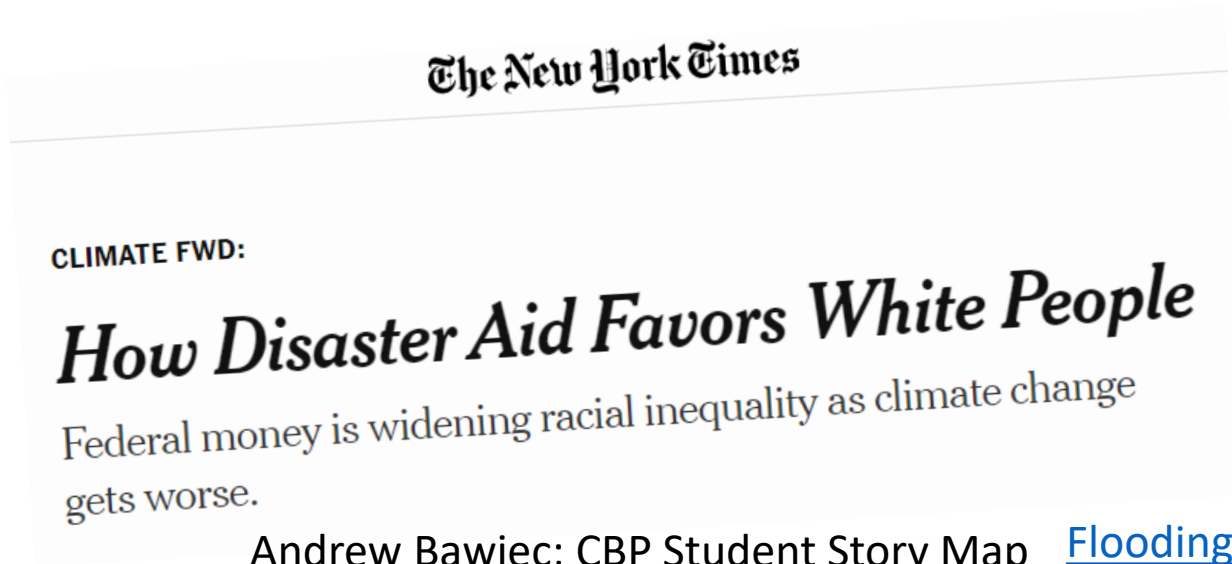 The New York Times
CLIMATE FWD:
How Disaster Aid Favors White People
Federal money is widening racial inequality as climate change
gets worse.
Andrew Bawiec: CBP Student Story Map Flooding